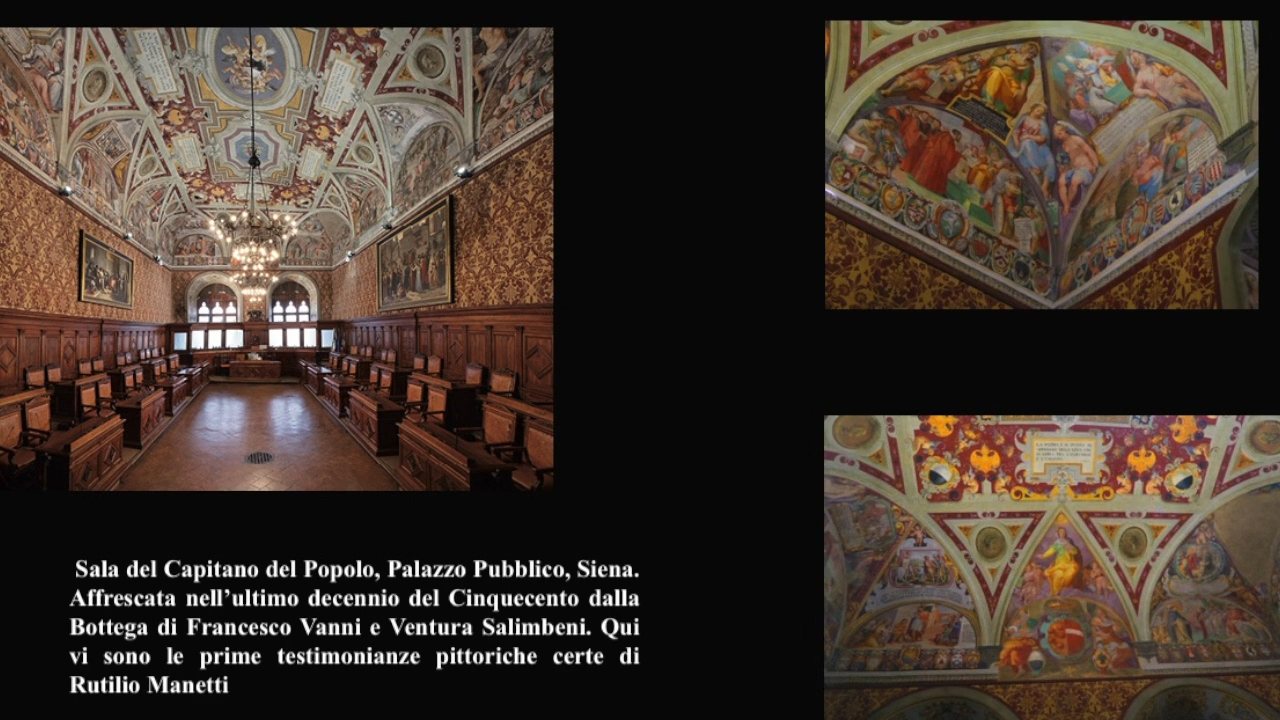 Sala del Capitano del Popolo, Palazzo Pubblico, Siena.
Affrescata nell’ultimo decennio del Cinquecento dalla
Bottega di Francesco Vanni e Ventura Salimbeni. Qui
vi sono le prime testimonianze pittoriche certe di
Rutilio Manetti